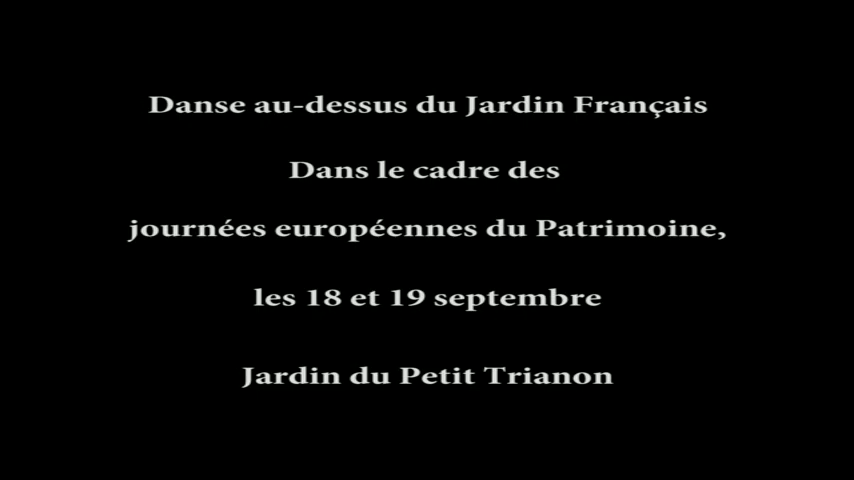 Danse au-dessus du Jardin Français
Dans le cadre des
journées européennes du Patrimoine,
les 18 et 19 septembre
Jardin du Petit Trianon